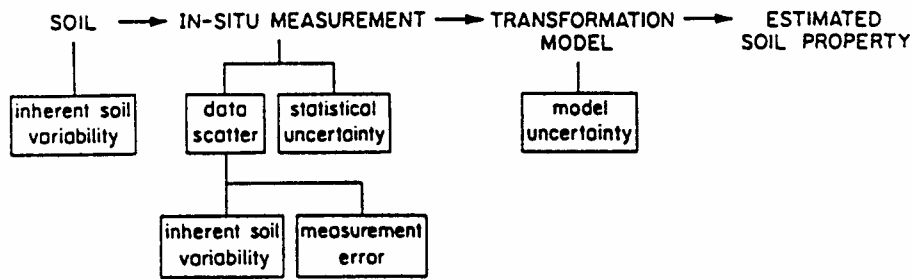 SOIL
IN-SITU MEASUREMENT
TRANSFORMATION
MODEL
ESTIMATED
SOIL PROPERTY
inherent soil
variability
data
scatter
statistical
uncertainty
model
uncertainty
inherent soil
variability
measurement
error